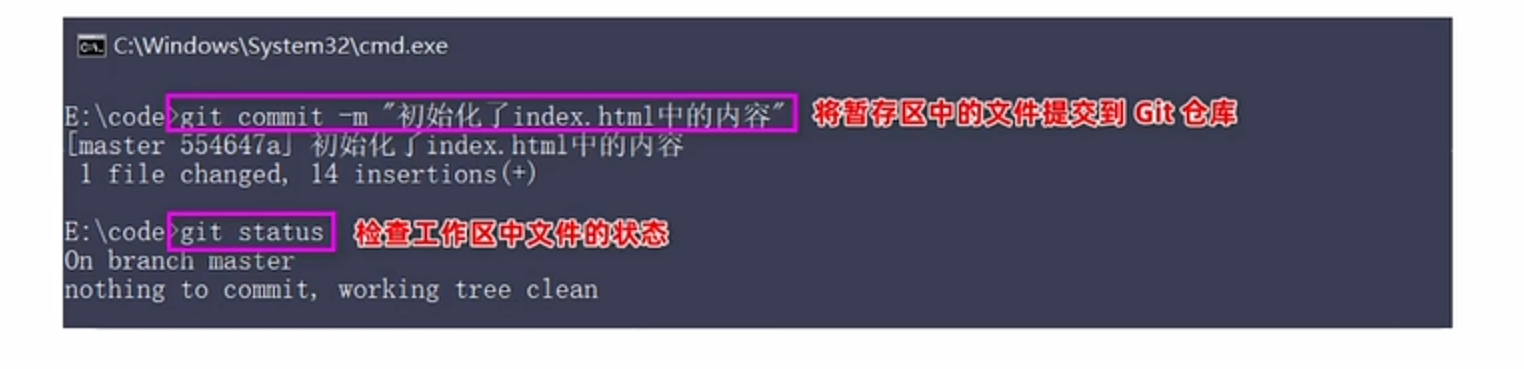 C:\Windows\System32\cmd.exe
E:\code>git commit -m "初始化了index.html中的内容" 将暂存区中的文件提交到 Git 仓库
[master 554647a] 初始化了index.html中的内容
1 file changed, 14 insertions(+)
E:\code>git status 检查工作区中文件的状态
On branch master
nothing to commit, working tree clean